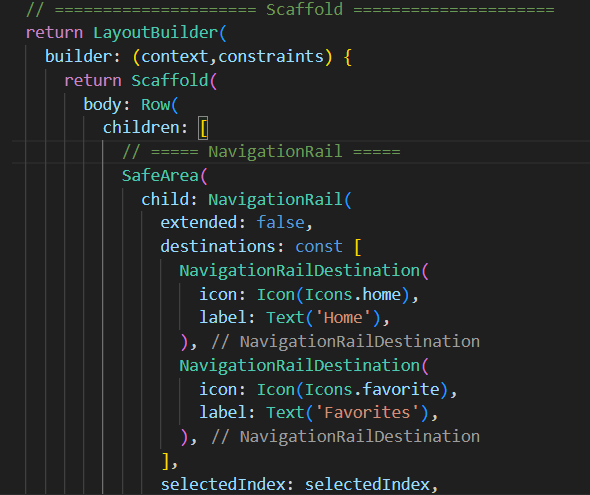 // ===================== Scaffold =====================
return LayoutBuilder(
builder: (context,constraints) {
return Scaffold(
body: Row(
children: [
// ===== NavigationRail =====
SafeArea(
child: NavigationRail(
extended: false,
destinations: const [
NavigationRailDestination(
icon: Icon(Icons.home),
label: Text('Home'),
), // NavigationRailDestination
NavigationRailDestination(
icon: Icon(Icons.favorite),
label: Text('Favorites'),
), // NavigationRailDestination
],
selectedIndex: selectedIndex,